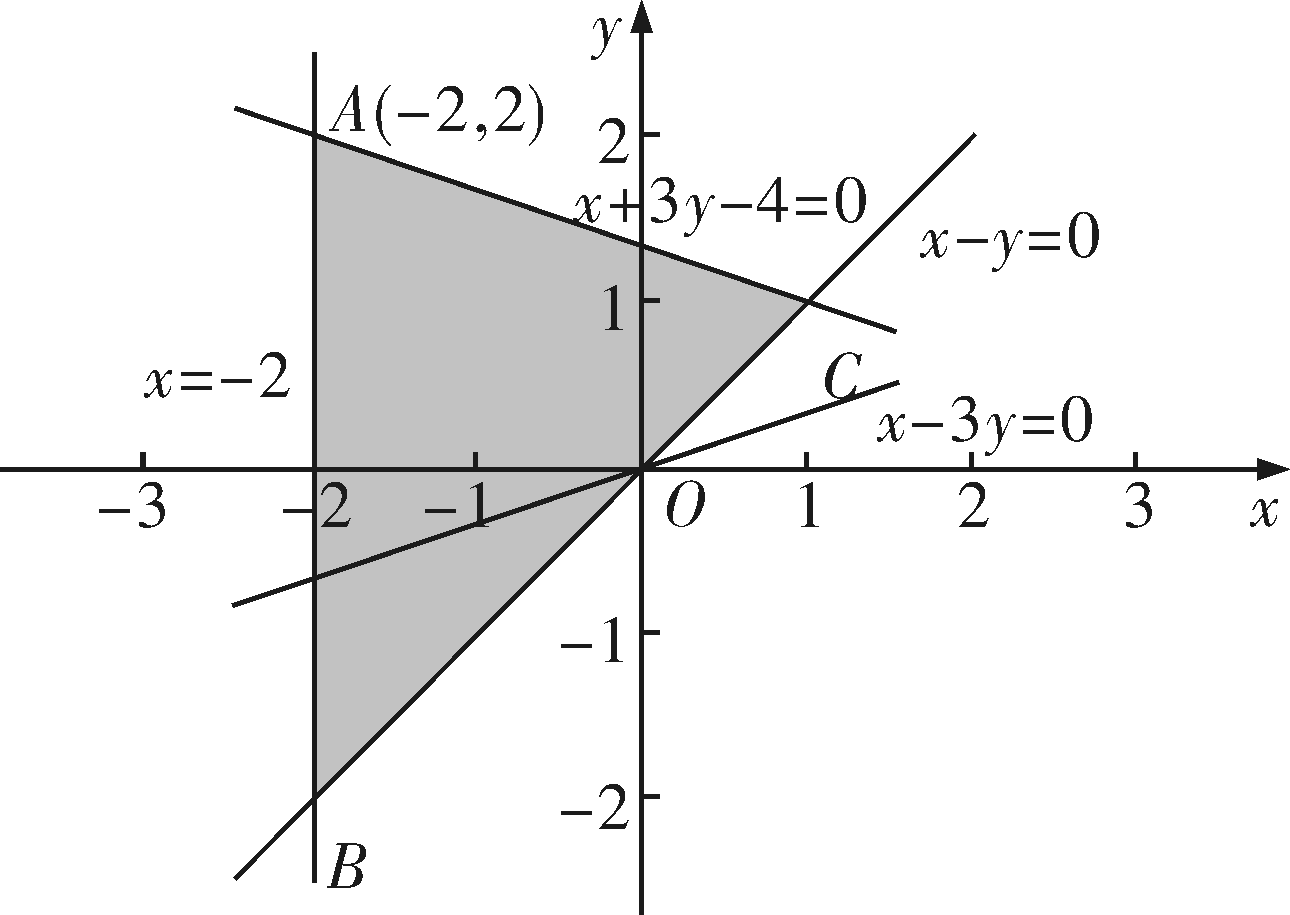 y
A(−2,2)
2
x+3y−4=0
x−y=0
1
x=−2
C
x−3y=0
−3 −2 −1 O 1 2 3 x
−1
−2
B